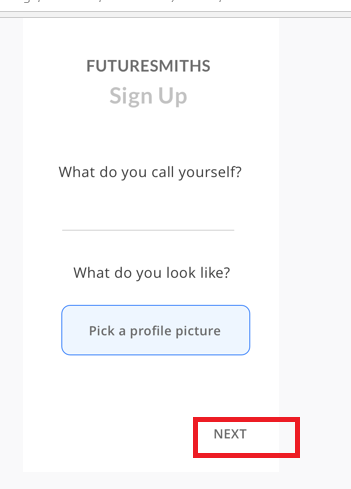 FUTURESMITHS
Sign Up
What do you call yourself?
What do you look like?
Pick a profile picture
NEXT